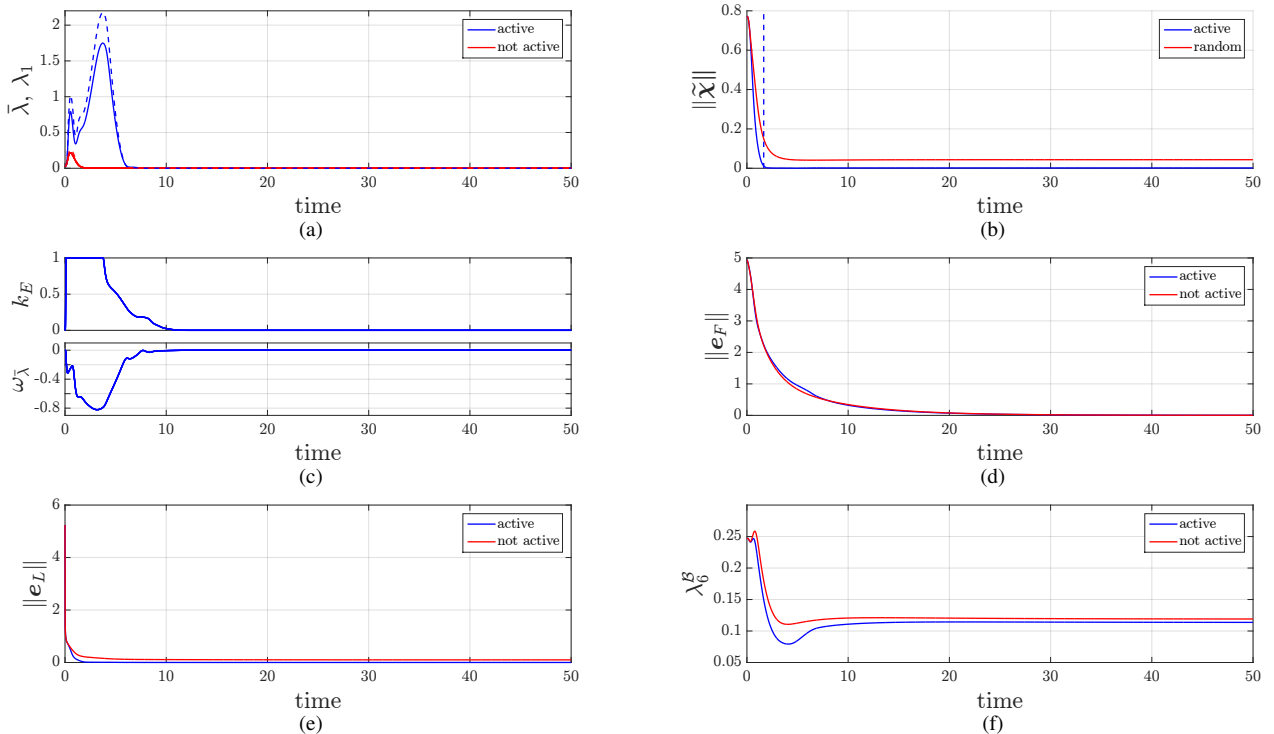 2
1.5
1
0.5
0
λ̄, λ₁
active
not active
0 10 20 30 40 50
time
(a)
0.8
0.6
0.4
0.2
0
‖χ̃‖
active
random
0 10 20 30 40 50
time
(b)
1
0.5
0
k_E
0
-0.4
-0.8
ω_λ̄
0 10 20 30 40 50
time
(c)
5
4
3
2
1
0
‖e_F‖
active
not active
0 10 20 30 40 50
time
(d)
6
4
2
0
‖e_L‖
active
not active
0 10 20 30 40 50
time
(e)
0.25
0.2
0.15
0.1
0.05
λ₆^ℬ
active
not active
0 10 20 30 40 50
time
(f)